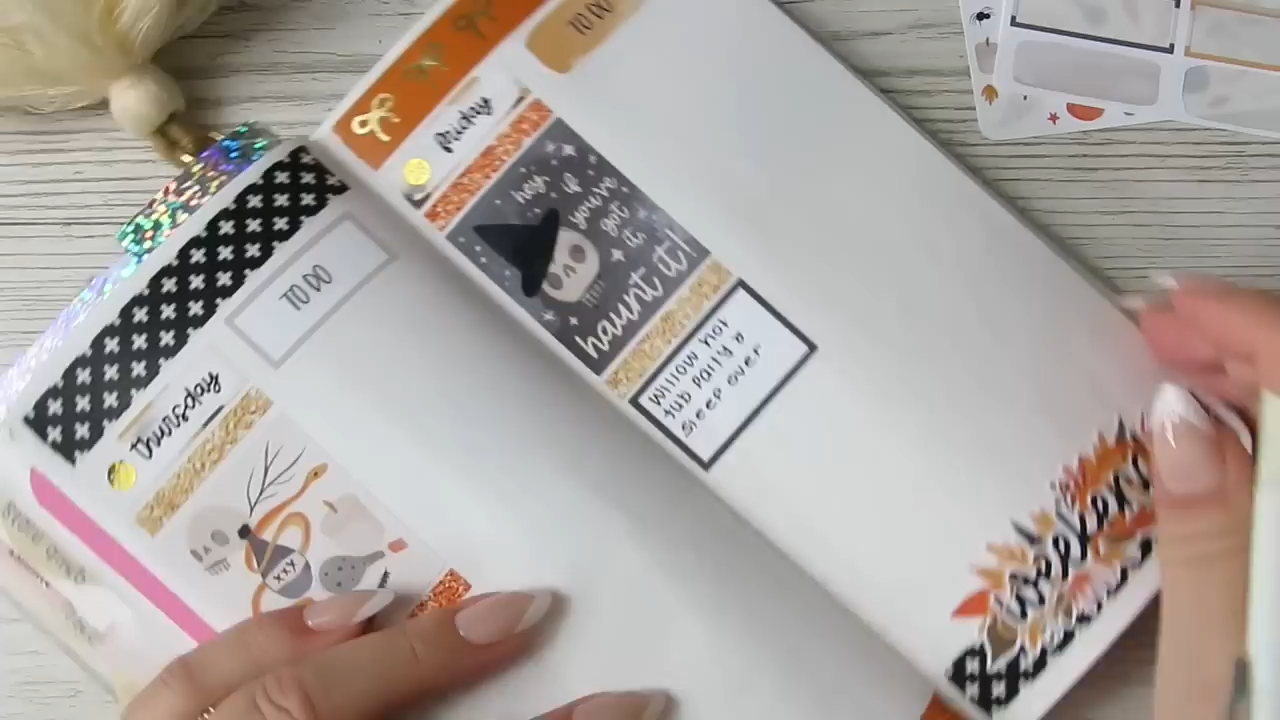 TO DO
Thursday
XXX
TO DO
Friday
hey, if
you've
got
it,
haunt it!
Willow hot
tub party &
sleep over
weekend